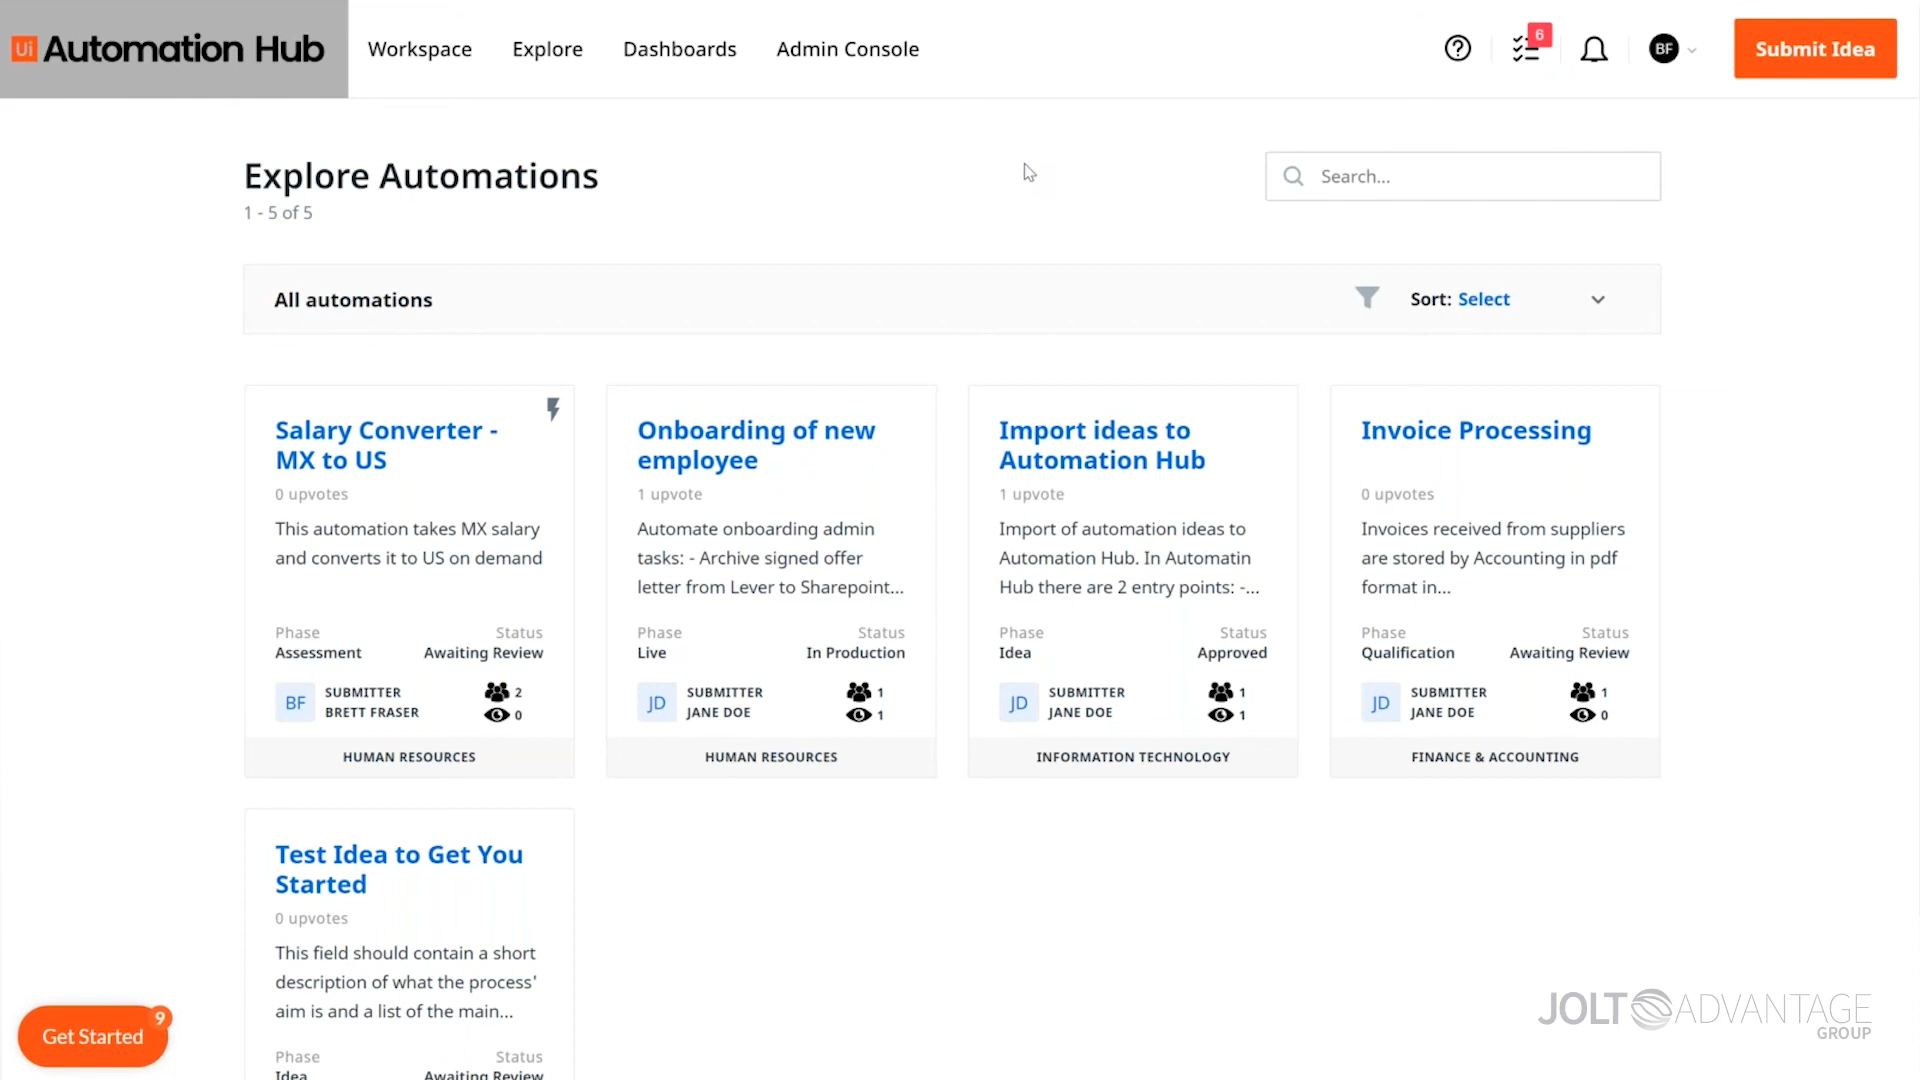 Ui Automation Hub
Workspace
Explore
Dashboards
Admin Console
6
BF
Submit Idea
Explore Automations
1 - 5 of 5
Search...
All automations
Sort: Select
Salary Converter -
MX to US
0 upvotes
This automation takes MX salary
and converts it to US on demand
Phase
Status
Assessment
Awaiting Review
BF
SUBMITTER
BRETT FRASER
2
0
HUMAN RESOURCES
Onboarding of new
employee
1 upvote
Automate onboarding admin
tasks: - Archive signed offer
letter from Lever to Sharepoint...
Phase
Status
Live
In Production
JD
SUBMITTER
JANE DOE
1
1
HUMAN RESOURCES
Import ideas to
Automation Hub
1 upvote
Import of automation ideas to
Automation Hub. In Automatin
Hub there are 2 entry points: -...
Phase
Status
Idea
Approved
JD
SUBMITTER
JANE DOE
1
1
INFORMATION TECHNOLOGY
Invoice Processing
0 upvotes
Invoices received from suppliers
are stored by Accounting in pdf
format in...
Phase
Status
Qualification
Awaiting Review
JD
SUBMITTER
JANE DOE
1
0
FINANCE & ACCOUNTING
Test Idea to Get You
Started
0 upvotes
This field should contain a short
description of what the process'
aim is and a list of the main...
Phase
Status
Idea
Awaiting Review
Get Started
9
JOLT ADVANTAGE
GROUP